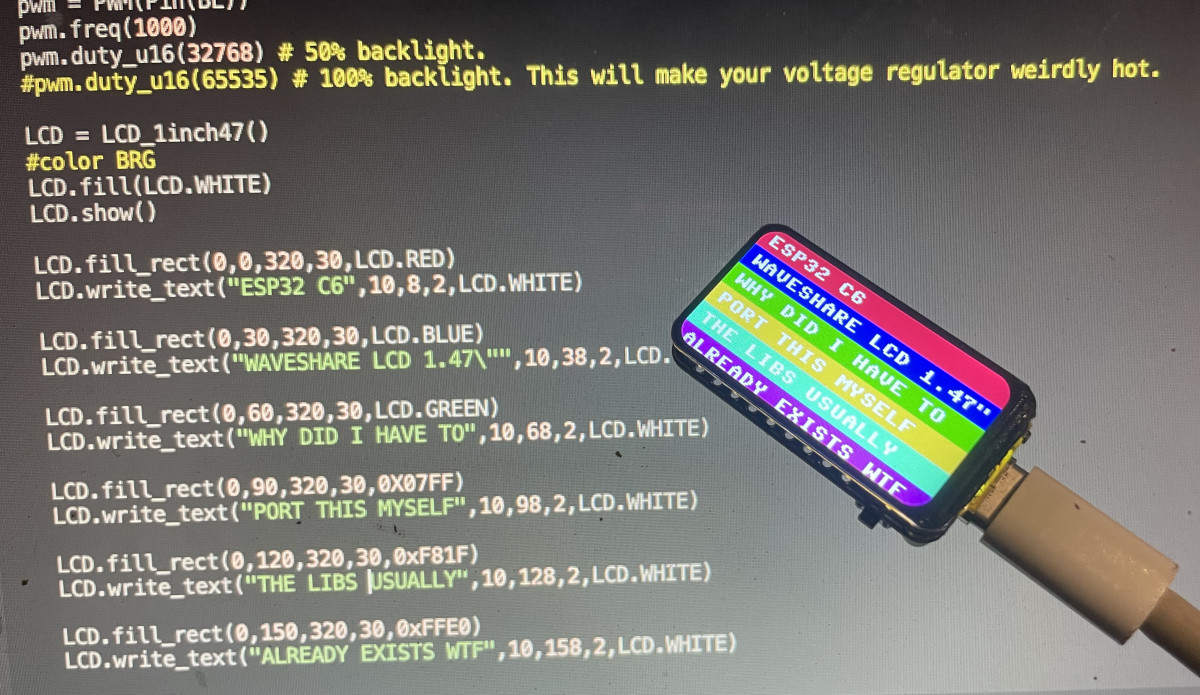 pwm = PWM(Pin(BL))
pwm.freq(1000)
pwm.duty_u16(32768) # 50% backlight.
#pwm.duty_u16(65535) # 100% backlight. This will make your voltage regulator weirdly hot.
LCD = LCD_1inch47()
#color BRG
LCD.fill(LCD.WHITE)
LCD.show()
LCD.fill_rect(0,0,320,30,LCD.RED)
LCD.write_text("ESP32 C6",10,8,2,LCD.WHITE)
LCD.fill_rect(0,30,320,30,LCD.BLUE)
LCD.write_text("WAVESHARE LCD 1.47\"",10,38,2,LCD.
LCD.fill_rect(0,60,320,30,LCD.GREEN)
LCD.write_text("WHY DID I HAVE TO",10,68,2,LCD.WHITE)
LCD.fill_rect(0,90,320,30,0X07FF)
LCD.write_text("PORT THIS MYSELF",10,98,2,LCD.WHITE)
LCD.fill_rect(0,120,320,30,0xF81F)
LCD.write_text("THE LIBS USUALLY",10,128,2,LCD.WHITE)
LCD.fill_rect(0,150,320,30,0xFFE0)
LCD.write_text("ALREADY EXISTS WTF",10,158,2,LCD.WHITE)
ESP32 C6
WAVESHARE LCD 1.47"
WHY DID I HAVE TO
PORT THIS MYSELF
THE LIBS USUALLY
ALREADY EXISTS WTF